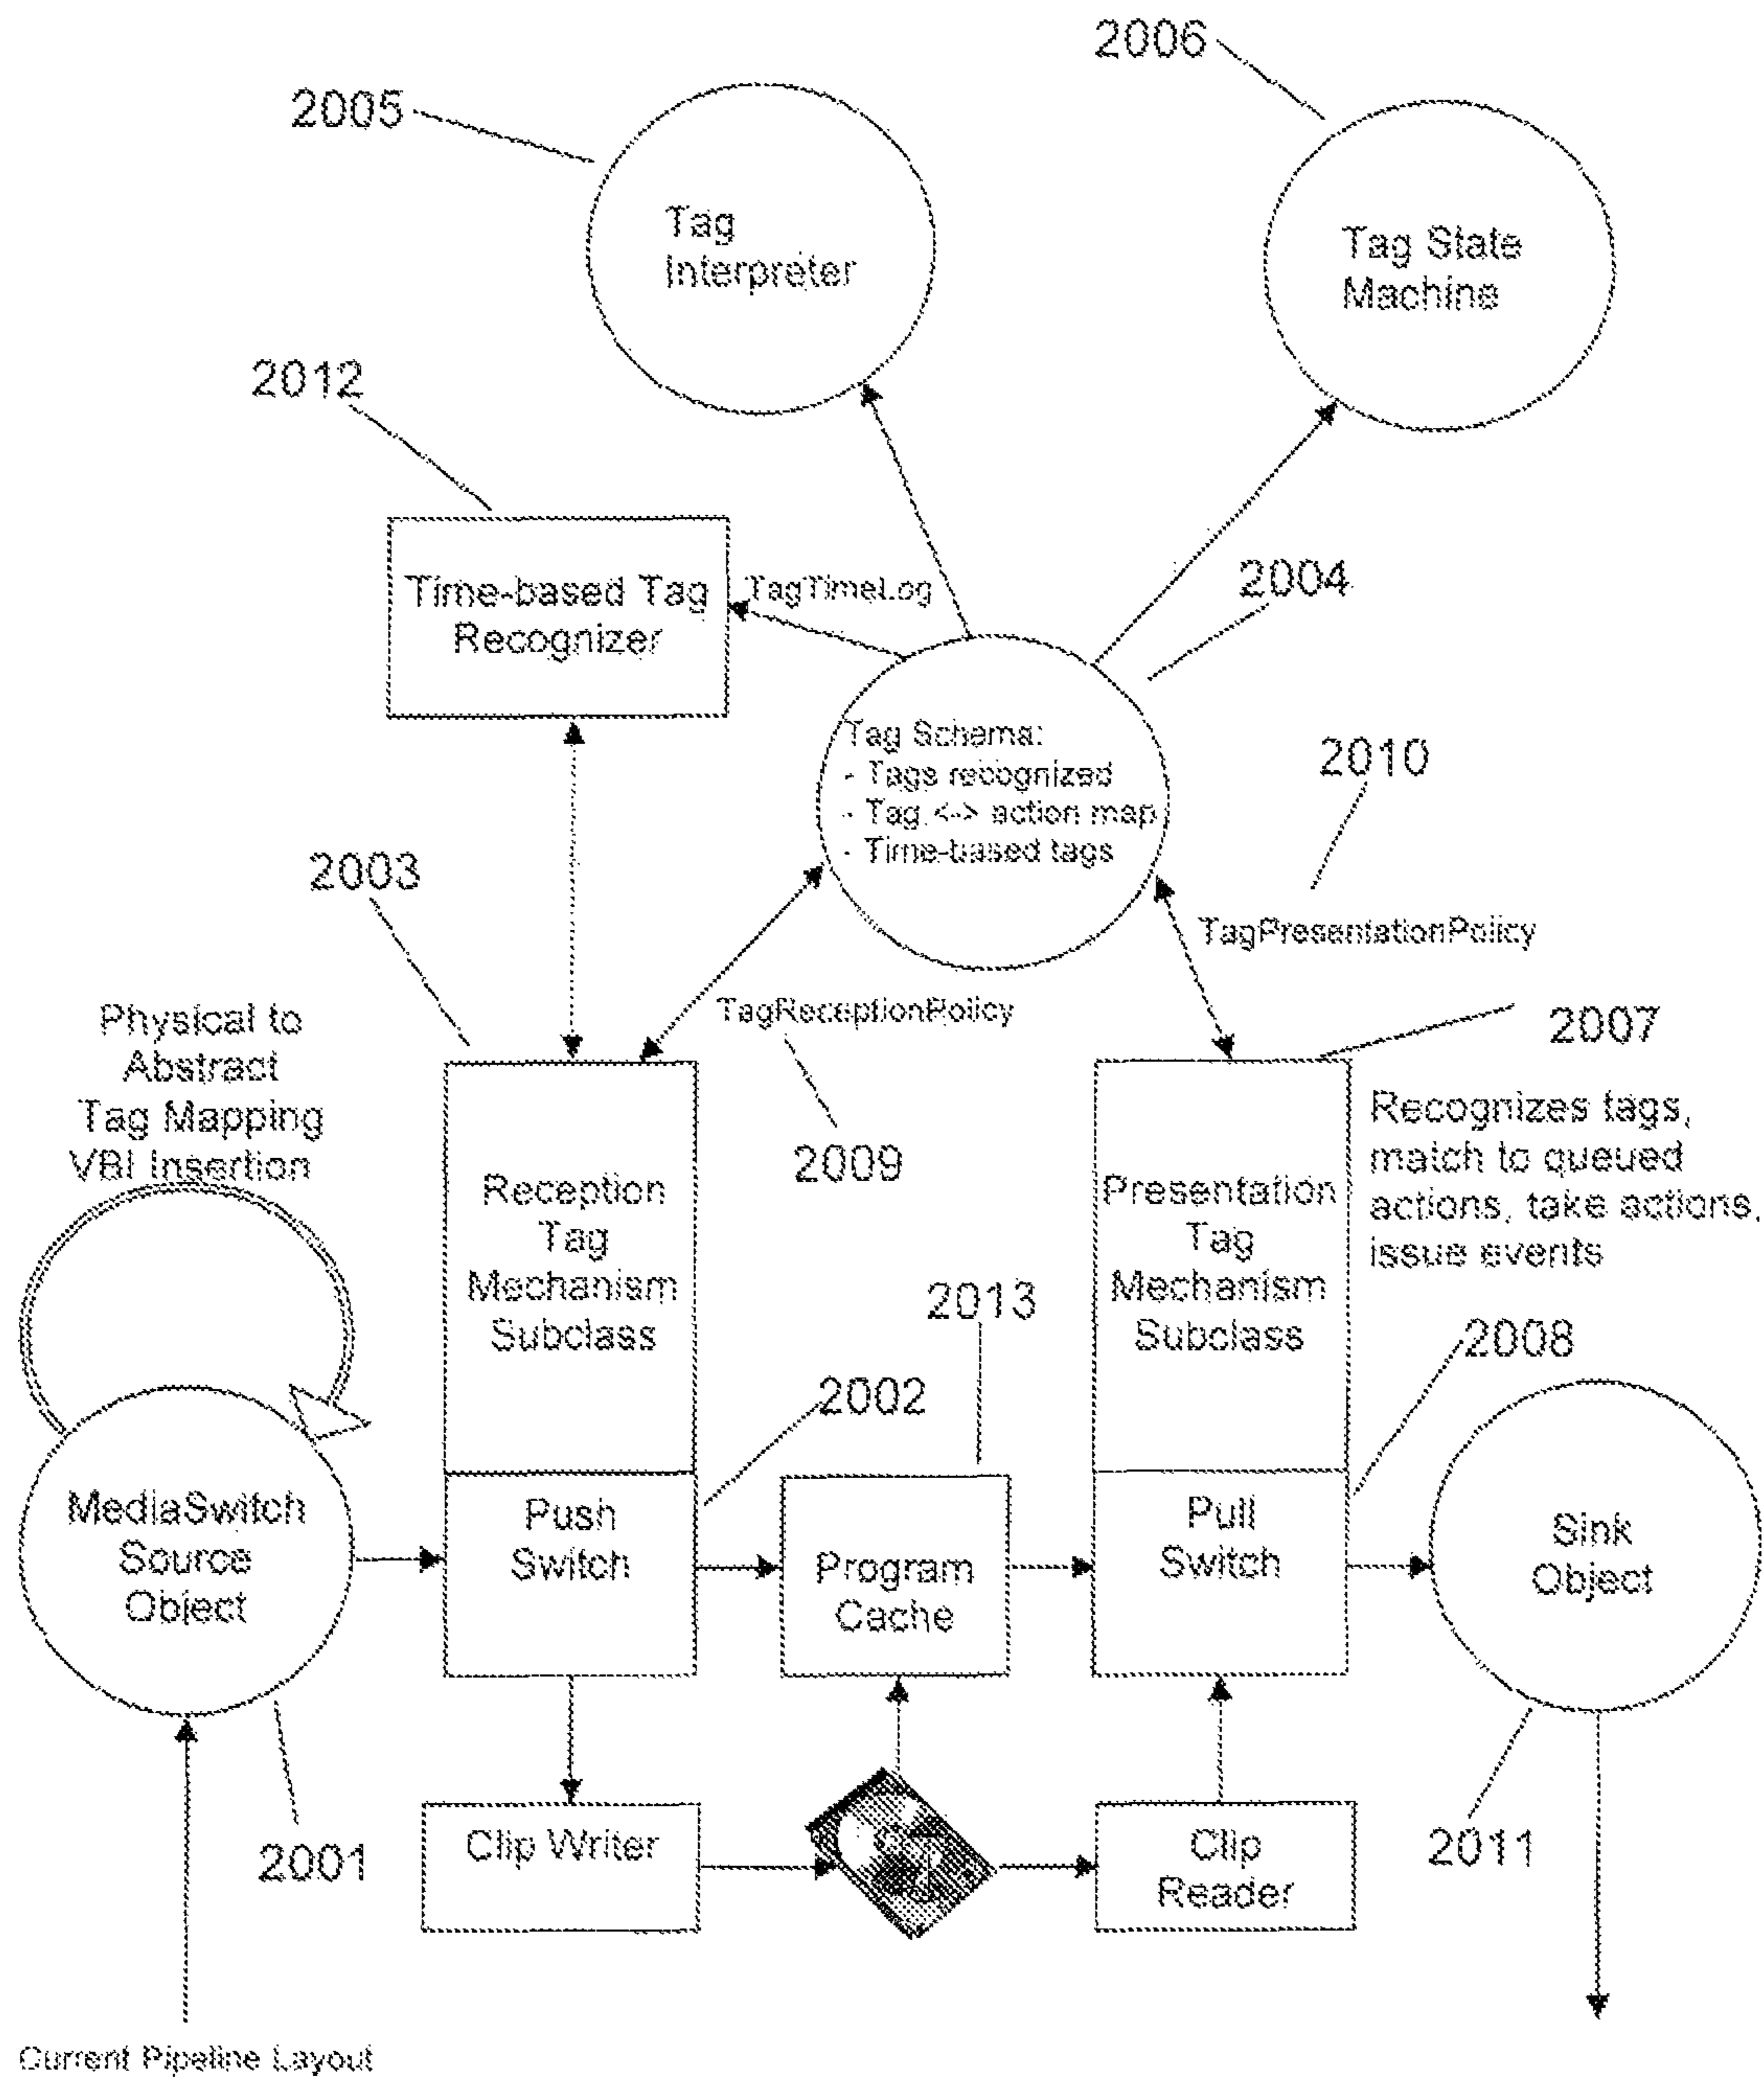 2006
2005
Tag
Interpreter
Tag State
Machine
2012
2004
Time-based Tag
Recognizer
TagTimeLog
Tag Schema:
- Tags recognized
- Tag <-> action map
- Time-based tags
2010
2003
TagPresentationPolicy
TagReceptionPolicy
2009
2007
Physical to
Abstract
Tag Mapping
VBI Insertion
Reception
Tag
Mechanism
Subclass
Presentation
Tag
Mechanism
Subclass
Recognizes tags,
match to queued
actions, take actions,
issue events
2013
2008
2002
MediaSwitch
Source
Object
Push
Switch
Program
Cache
Pull
Switch
Sink
Object
2001
Clip Writer
Clip
Reader
2011
Current Pipeline Layout